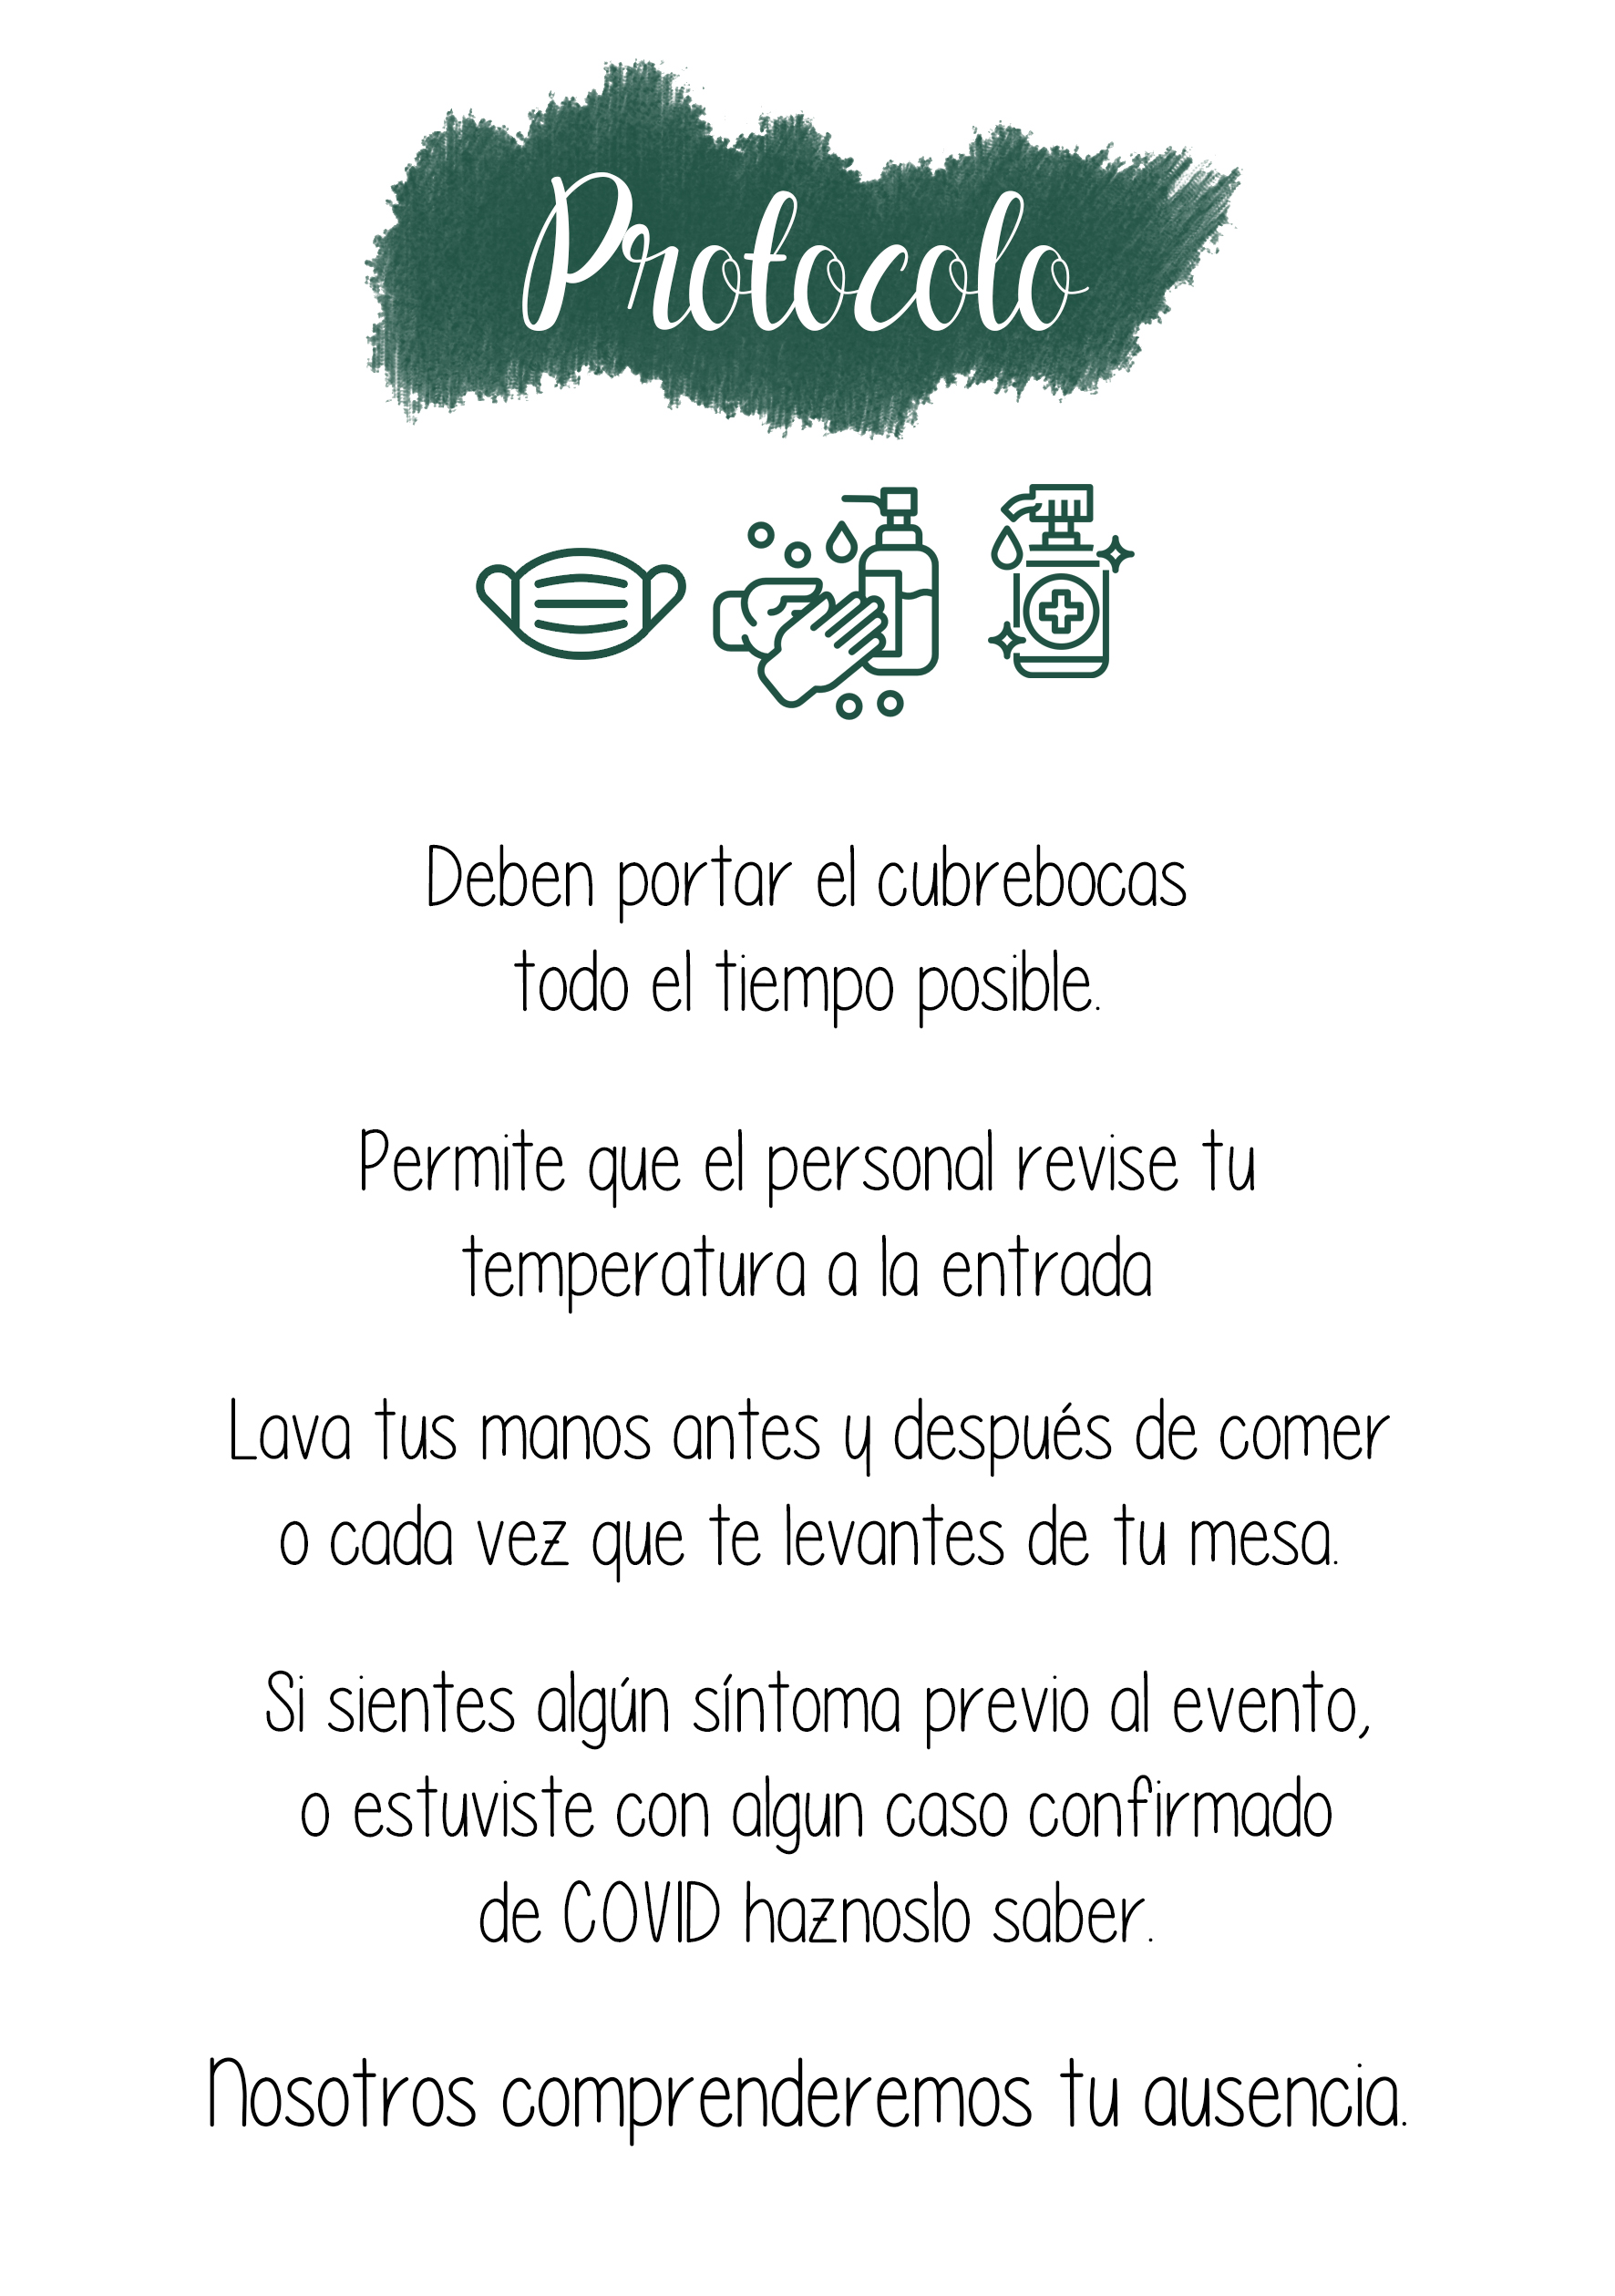 Protocolo
Deben portar el cubrebocas
todo el tiempo posible.
Permite que el personal revise tu
temperatura a la entrada
Lava tus manos antes y después de comer
o cada vez que te levantes de tu mesa.
Si sientes algún síntoma previo al evento,
o estuviste con algun caso confirmado
de COVID haznoslo saber.
Nosotros comprenderemos tu ausencia.